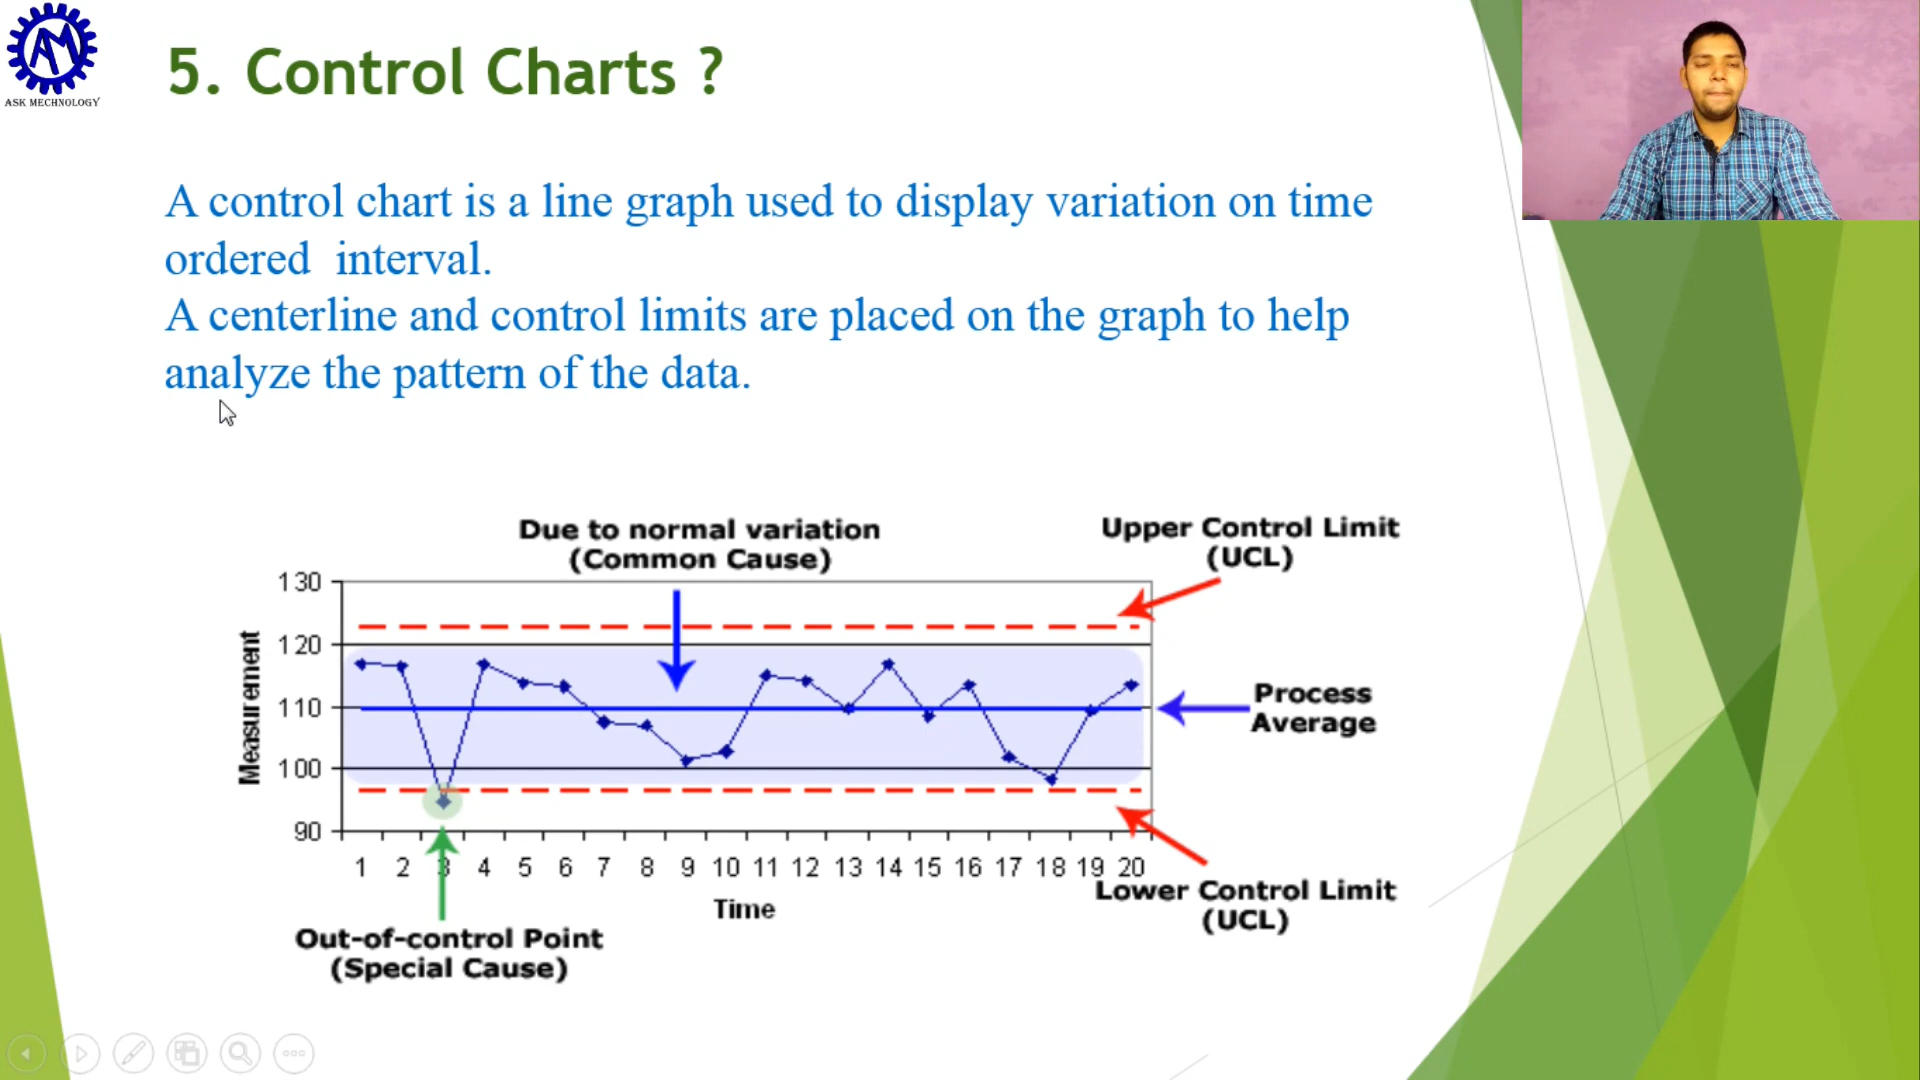 AM
ASK MECHNOLOGY
5. Control Charts ?
A control chart is a line graph used to display variation on time
ordered interval.
A centerline and control limits are placed on the graph to help
analyze the pattern of the data.
Due to normal variation
(Common Cause)
Upper Control Limit
(UCL)
130
120
110
100
90
Measurement
Process
Average
1 2 3 4 5 6 7 8 9 10 11 12 13 14 15 16 17 18 19 20
Time
Lower Control Limit
(UCL)
Out-of-control Point
(Special Cause)